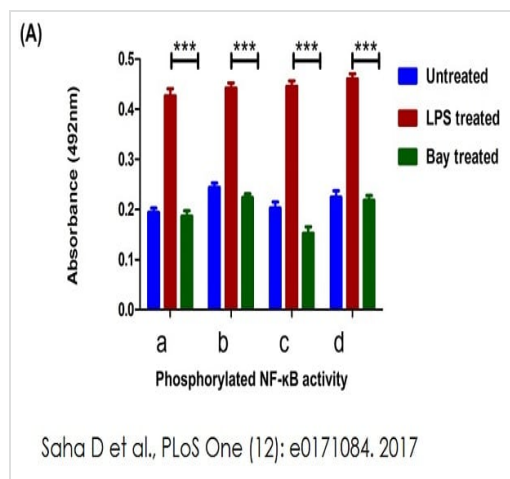 (A)
*** *** *** ***
0.5
0.4
0.3
0.2
0.1
0.0
Absorbance (492nm)
Untreated
LPS treated
Bay treated
a b c d
Phosphorylated NF-κB activity
Saha D et al., PLoS One (12): e0171084. 2017